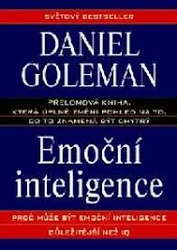 SVĚTOVÝ BESTSELLER
DANIEL
GOLEMAN
PŘELOMOVÁ KNIHA,
KTERÁ ÚPLNĚ ZMĚNÍ POHLED NA TO,
CO TO ZNAMENÁ BÝT CHYTRÝ
Emoční
inteligence
PROČ MŮŽE BÝT EMOČNÍ INTELIGENCE
DŮLEŽITĚJŠÍ NEŽ IQ